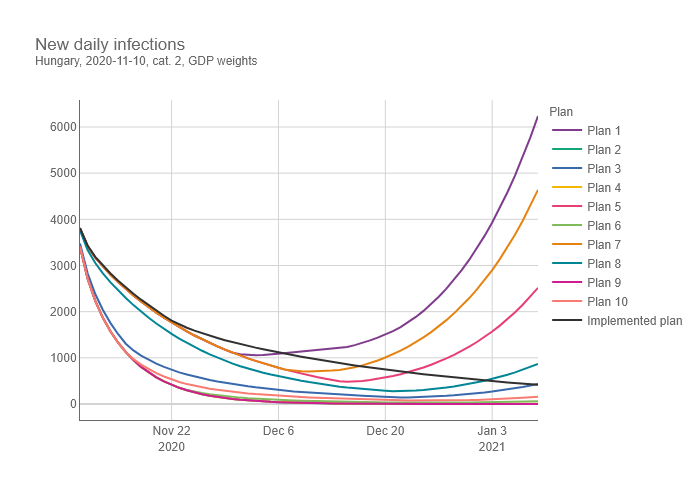 New daily infections
Hungary, 2020-11-10, cat. 2, GDP weights
Plan
Plan 1
Plan 2
Plan 3
Plan 4
Plan 5
Plan 6
Plan 7
Plan 8
Plan 9
Plan 10
Implemented plan
6000
5000
4000
3000
2000
1000
0
Nov 22 Dec 6 Dec 20 Jan 3
2020 2021